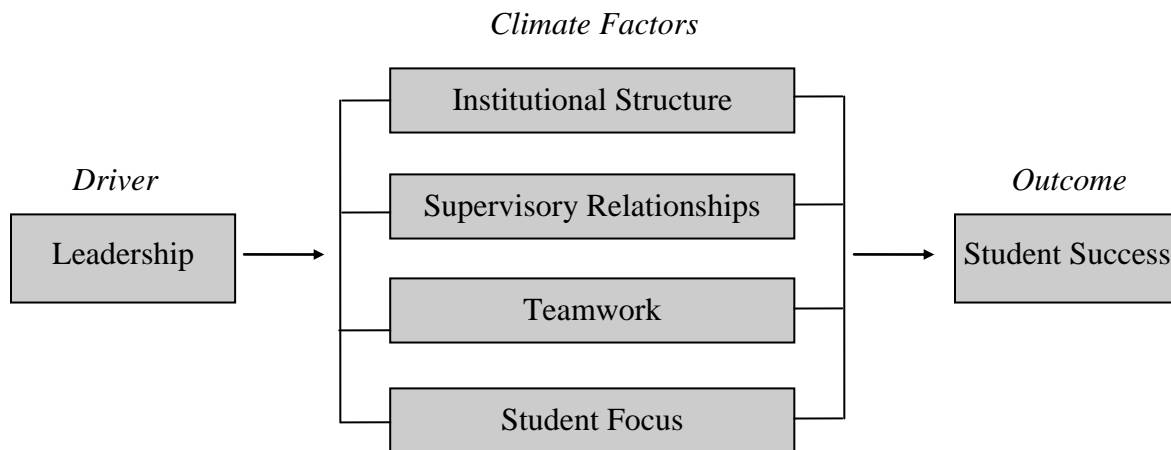 Climate Factors
Institutional Structure
Driver
Outcome
Supervisory Relationships
Leadership
Student Success
Teamwork
Student Focus